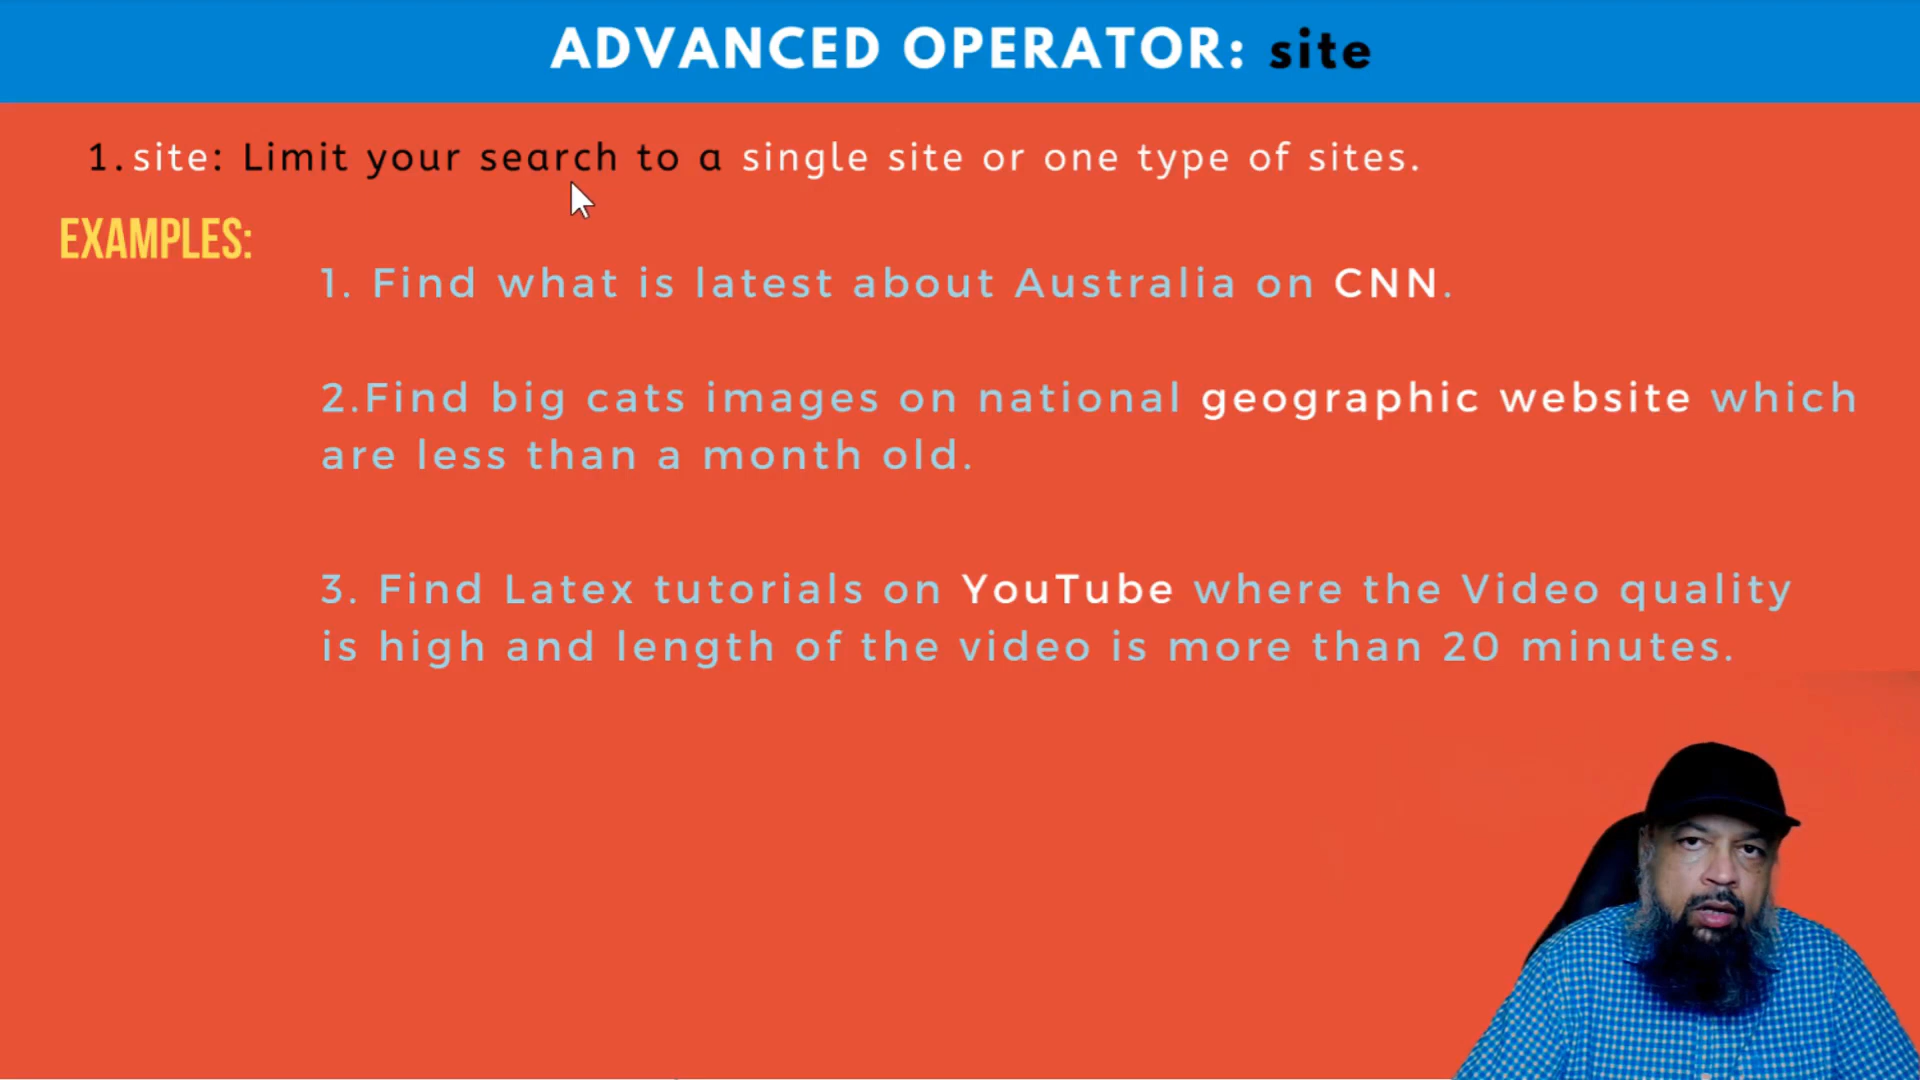 ADVANCED OPERATOR: site
1. site: Limit your search to a single site or one type of sites.
EXAMPLES:
1. Find what is latest about Australia on CNN.
2.Find big cats images on national geographic website which
are less than a month old.
3. Find Latex tutorials on YouTube where the Video quality
is high and length of the video is more than 20 minutes.